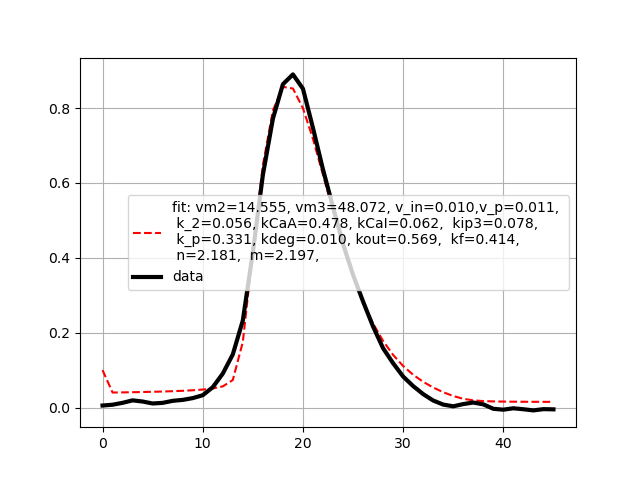 0.8
0.6
0.4
0.2
0.0
fit: vm2=14.555, vm3=48.072, v_in=0.010,v_p=0.011,
k_2=0.056, kCaA=0.478, kCaI=0.062,  kip3=0.078,
k_p=0.331, kdeg=0.010, kout=0.569,  kf=0.414,
n=2.181,  m=2.197,
data
0 10 20 30 40